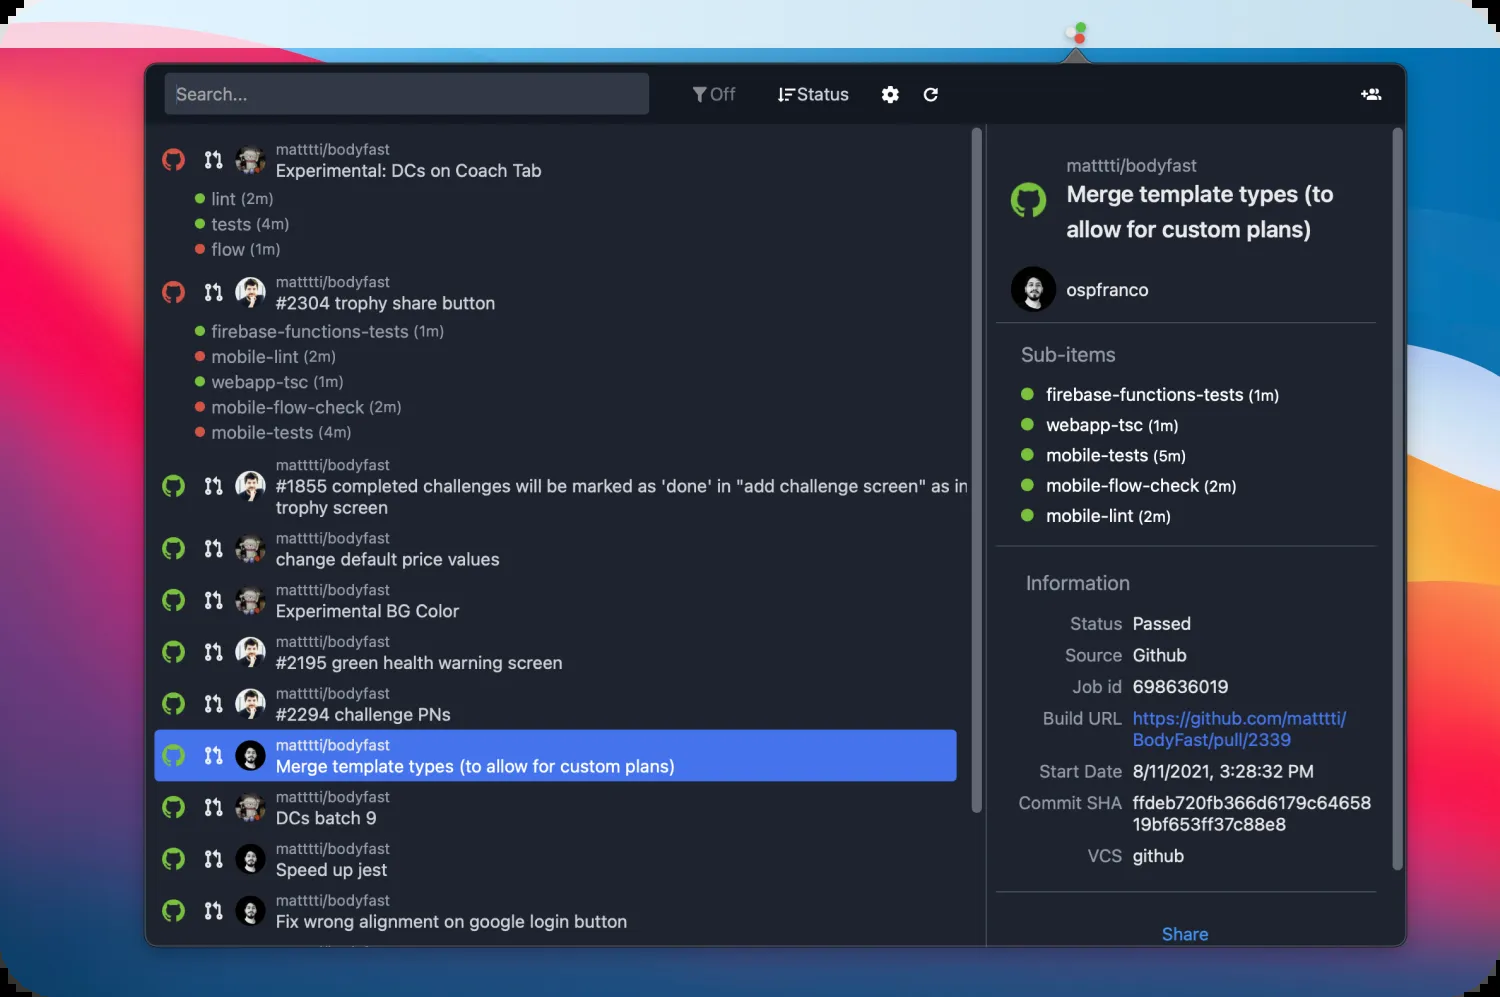 Search...
Off
Status
matttti/bodyfast
Experimental: DCs on Coach Tab
lint (2m)
tests (4m)
flow (1m)
matttti/bodyfast
#2304 trophy share button
firebase-functions-tests (1m)
mobile-lint (2m)
webapp-tsc (1m)
mobile-flow-check (2m)
mobile-tests (4m)
matttti/bodyfast
#1855 completed challenges will be marked as 'done' in "add challenge screen" as in
trophy screen
matttti/bodyfast
change default price values
matttti/bodyfast
Experimental BG Color
matttti/bodyfast
#2195 green health warning screen
matttti/bodyfast
#2294 challenge PNs
matttti/bodyfast
Merge template types (to allow for custom plans)
matttti/bodyfast
DCs batch 9
matttti/bodyfast
Speed up jest
matttti/bodyfast
Fix wrong alignment on google login button
matttti/bodyfast
Merge template types (to
allow for custom plans)
ospfranco
Sub-items
firebase-functions-tests (1m)
webapp-tsc (1m)
mobile-tests (5m)
mobile-flow-check (2m)
mobile-lint (2m)
Information
Status Passed
Source Github
Job id 698636019
Build URL https://github.com/matttti/
BodyFast/pull/2339
Start Date 8/11/2021, 3:28:32 PM
Commit SHA ffdeb720fb366d6179c64658
19bf653ff37c88e8
VCS github
Share